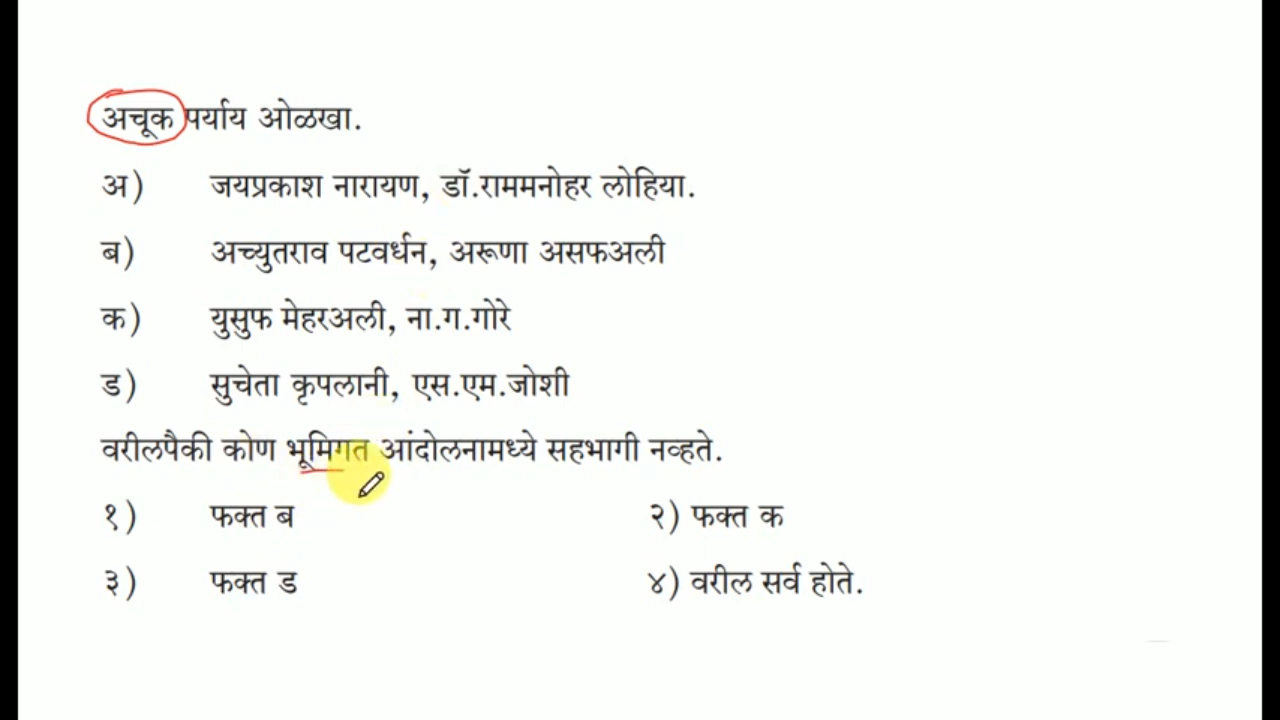 अचूक पर्याय ओळखा.
अ) जयप्रकाश नारायण, डॉ.राममनोहर लोहिया.
ब) अच्युतराव पटवर्धन, अरूणा असफअली
क) युसुफ मेहरअली, ना.ग.गोरे
ड) सुचेता कृपलानी, एस.एम.जोशी
वरीलपैकी कोण भूमिगत आंदोलनामध्ये सहभागी नव्हते.
१) फक्त ब २) फक्त क
३) फक्त ड ४) वरील सर्व होते.